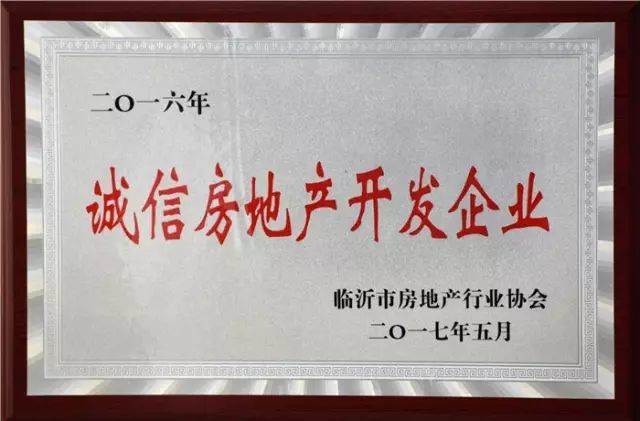 二〇一六年
诚信房地产开发企业
临沂市房地产行业协会
二〇一七年五月